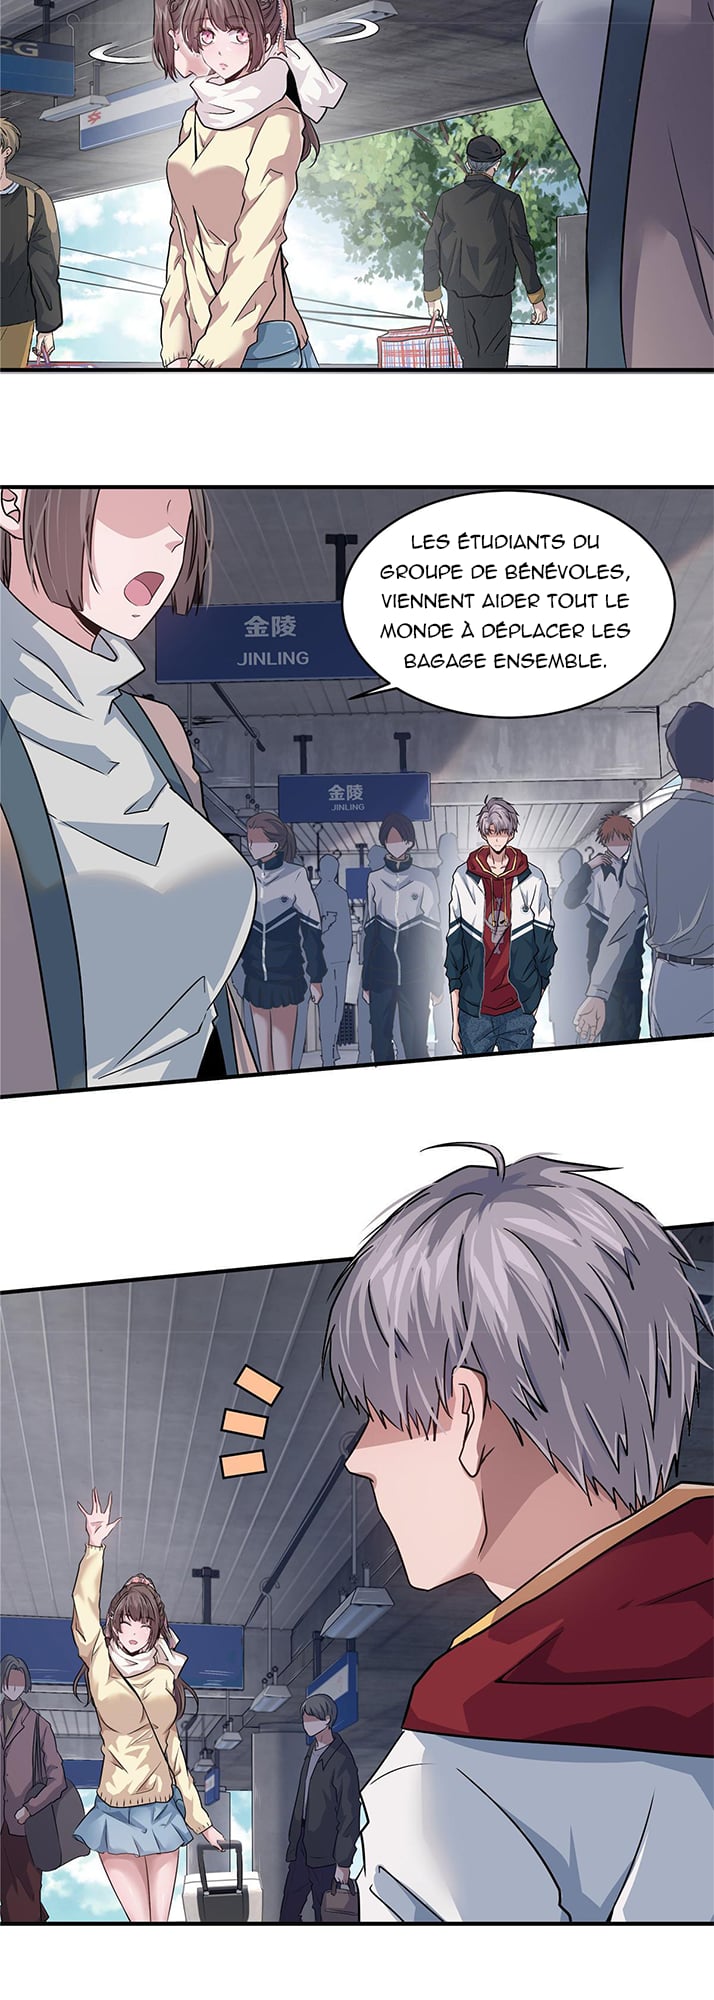 2G
LES ÉTUDIANTS DU
GROUPE DE BÉNÉVOLES,
VIENNENT AIDER TOUT LE
MONDE À DÉPLACER LES
BAGAGE ENSEMBLE.
金陵
JINLING
金陵
JINLING